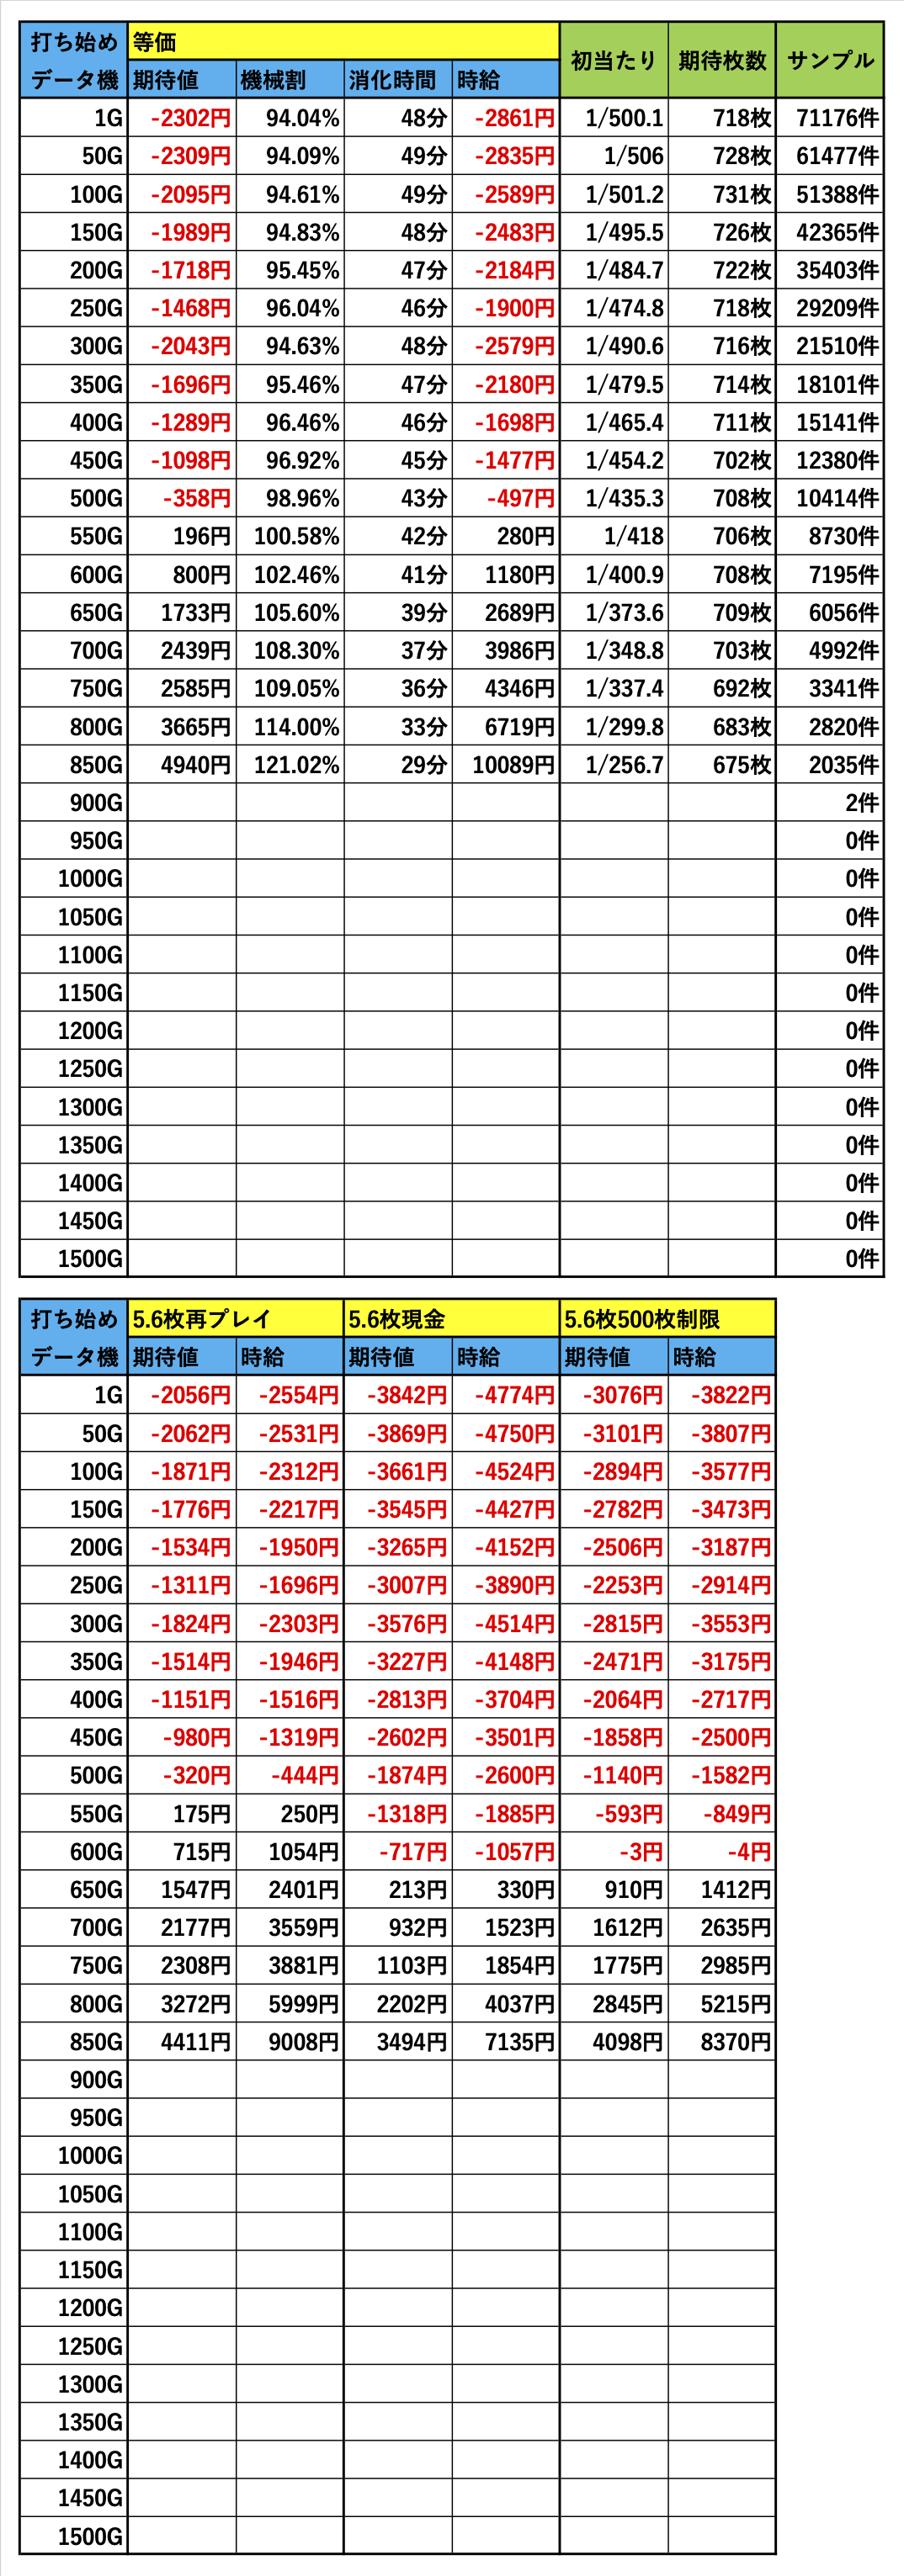 打ち始め 等価 初当たり 期待枚数 サンプル
データ機 期待値 機械割 消化時間 時給
1G -2302円 94.04% 48分 -2861円 1/500.1 718枚 71176件
50G -2309円 94.09% 49分 -2835円 1/506 728枚 61477件
100G -2095円 94.61% 49分 -2589円 1/501.2 731枚 51388件
150G -1989円 94.83% 48分 -2483円 1/495.5 726枚 42365件
200G -1718円 95.45% 47分 -2184円 1/484.7 722枚 35403件
250G -1468円 96.04% 46分 -1900円 1/474.8 718枚 29209件
300G -2043円 94.63% 48分 -2579円 1/490.6 716枚 21510件
350G -1696円 95.46% 47分 -2180円 1/479.5 714枚 18101件
400G -1289円 96.46% 46分 -1698円 1/465.4 711枚 15141件
450G -1098円 96.92% 45分 -1477円 1/454.2 702枚 12380件
500G -358円 98.96% 43分 -497円 1/435.3 708枚 10414件
550G 196円 100.58% 42分 280円 1/418 706枚 8730件
600G 800円 102.46% 41分 1180円 1/400.9 708枚 7195件
650G 1733円 105.60% 39分 2689円 1/373.6 709枚 6056件
700G 2439円 108.30% 37分 3986円 1/348.8 703枚 4992件
750G 2585円 109.05% 36分 4346円 1/337.4 692枚 3341件
800G 3665円 114.00% 33分 6719円 1/299.8 683枚 2820件
850G 4940円 121.02% 29分 10089円 1/256.7 675枚 2035件
900G 2件
950G 0件
1000G 0件
1050G 0件
1100G 0件
1150G 0件
1200G 0件
1250G 0件
1300G 0件
1350G 0件
1400G 0件
1450G 0件
1500G 0件
打ち始め 5.6枚再プレイ 5.6枚現金 5.6枚500枚制限
データ機 期待値 時給 期待値 時給 期待値 時給
1G -2056円 -2554円 -3842円 -4774円 -3076円 -3822円
50G -2062円 -2531円 -3869円 -4750円 -3101円 -3807円
100G -1871円 -2312円 -3661円 -4524円 -2894円 -3577円
150G -1776円 -2217円 -3545円 -4427円 -2782円 -3473円
200G -1534円 -1950円 -3265円 -4152円 -2506円 -3187円
250G -1311円 -1696円 -3007円 -3890円 -2253円 -2914円
300G -1824円 -2303円 -3576円 -4514円 -2815円 -3553円
350G -1514円 -1946円 -3227円 -4148円 -2471円 -3175円
400G -1151円 -1516円 -2813円 -3704円 -2064円 -2717円
450G -980円 -1319円 -2602円 -3501円 -1858円 -2500円
500G -320円 -444円 -1874円 -2600円 -1140円 -1582円
550G 175円 250円 -1318円 -1885円 -593円 -849円
600G 715円 1054円 -717円 -1057円 -3円 -4円
650G 1547円 2401円 213円 330円 910円 1412円
700G 2177円 3559円 932円 1523円 1612円 2635円
750G 2308円 3881円 1103円 1854円 1775円 2985円
800G 3272円 5999円 2202円 4037円 2845円 5215円
850G 4411円 9008円 3494円 7135円 4098円 8370円
900G
950G
1000G
1050G
1100G
1150G
1200G
1250G
1300G
1350G
1400G
1450G
1500G